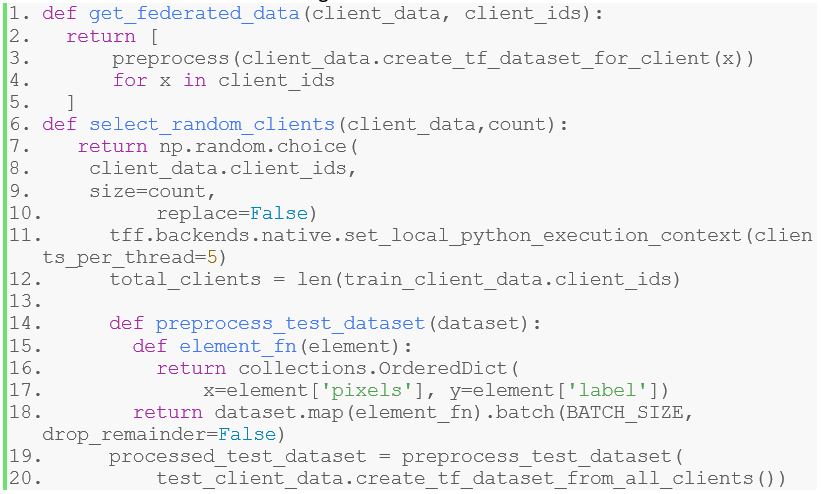 1. def get_federated_data(client_data, client_ids):
2.   return [
3.       preprocess(client_data.create_tf_dataset_for_client(x))
4.       for x in client_ids
5.   ]
6. def select_random_clients(client_data,count):
7.    return np.random.choice(
8.     client_data.client_ids,
9.     size=count,
10.          replace=False)
11.      tff.backends.native.set_local_python_execution_context(clien
ts_per_thread=5)
12.      total_clients = len(train_client_data.client_ids)
13.
14.      def preprocess_test_dataset(dataset):
15.        def element_fn(element):
16.          return collections.OrderedDict(
17.              x=element['pixels'], y=element['label'])
18.        return dataset.map(element_fn).batch(BATCH_SIZE,
drop_remainder=False)
19.      processed_test_dataset = preprocess_test_dataset(
20.          test_client_data.create_tf_dataset_from_all_clients())